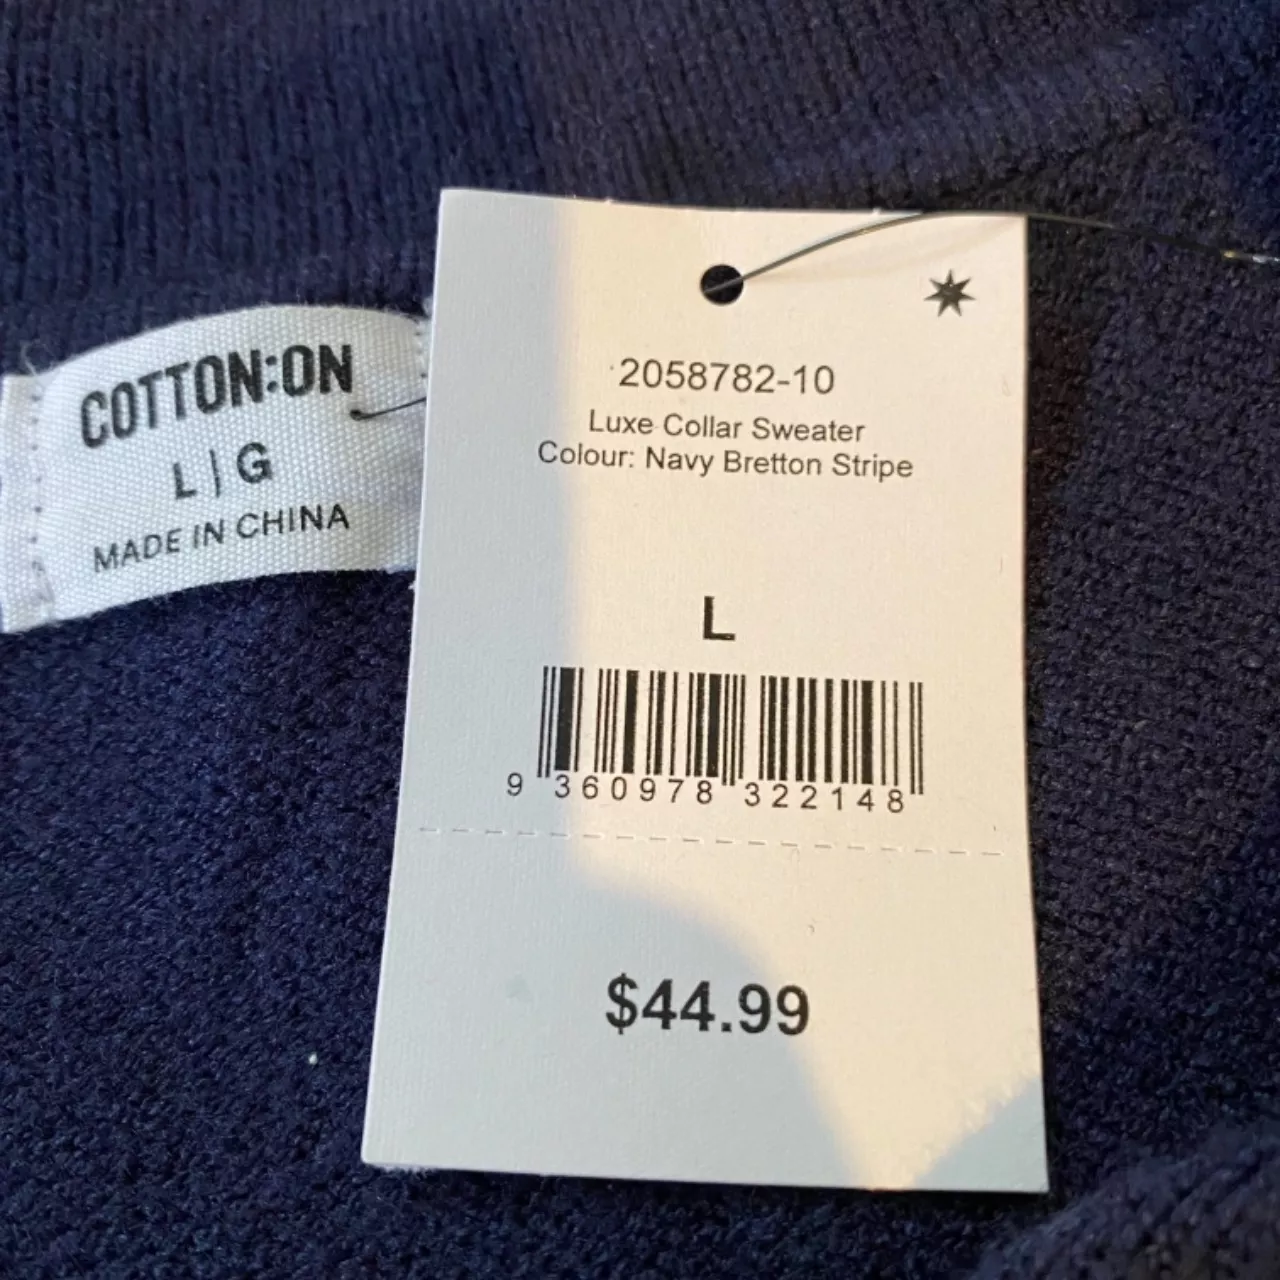 COTTON:ON
L|G
MADE IN CHINA
2058782-10
Luxe Collar Sweater
Colour: Navy Bretton Stripe
L
9 360978 322148
$44.99